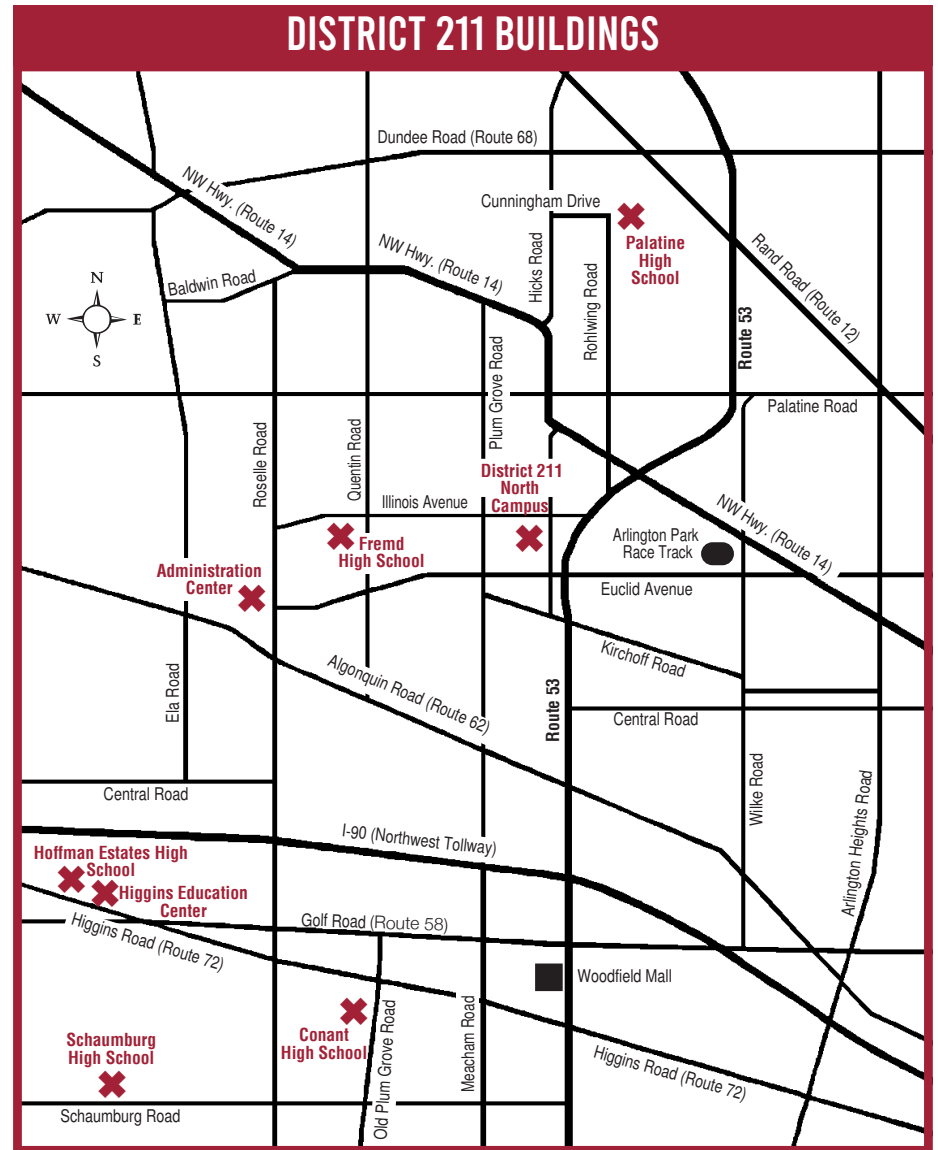 DISTRICT 211 BUILDINGS
Dundee Road (Route 68)
NW Hwy. (Route 14)
Cunningham Drive
Palatine
High
School
Hicks Road
NW Hwy. (Route 14)
Rand Road (Route 12)
Baldwin Road
N
W
E
S
Rohlwing Road
Route 53
Plum Grove Road
Palatine Road
Roselle Road
Quentin Road
District 211
North
Campus
Illinois Avenue
NW Hwy. (Route 14)
Fremd
High School
Arlington Park
Race Track
Administration
Center
Euclid Avenue
Kirchoff Road
Algonquin Road (Route 62)
Ela Road
Route 53
Central Road
Central Road
Wilke Road
Arlington Heights Road
I-90 (Northwest Tollway)
Hoffman Estates High
School
Higgins Education
Center
Golf Road (Route 58)
Higgins Road (Route 72)
Woodfield Mall
Conant
High School
Old Plum Grove Road
Meacham Road
Schaumburg
High School
Higgins Road (Route 72)
Schaumburg Road